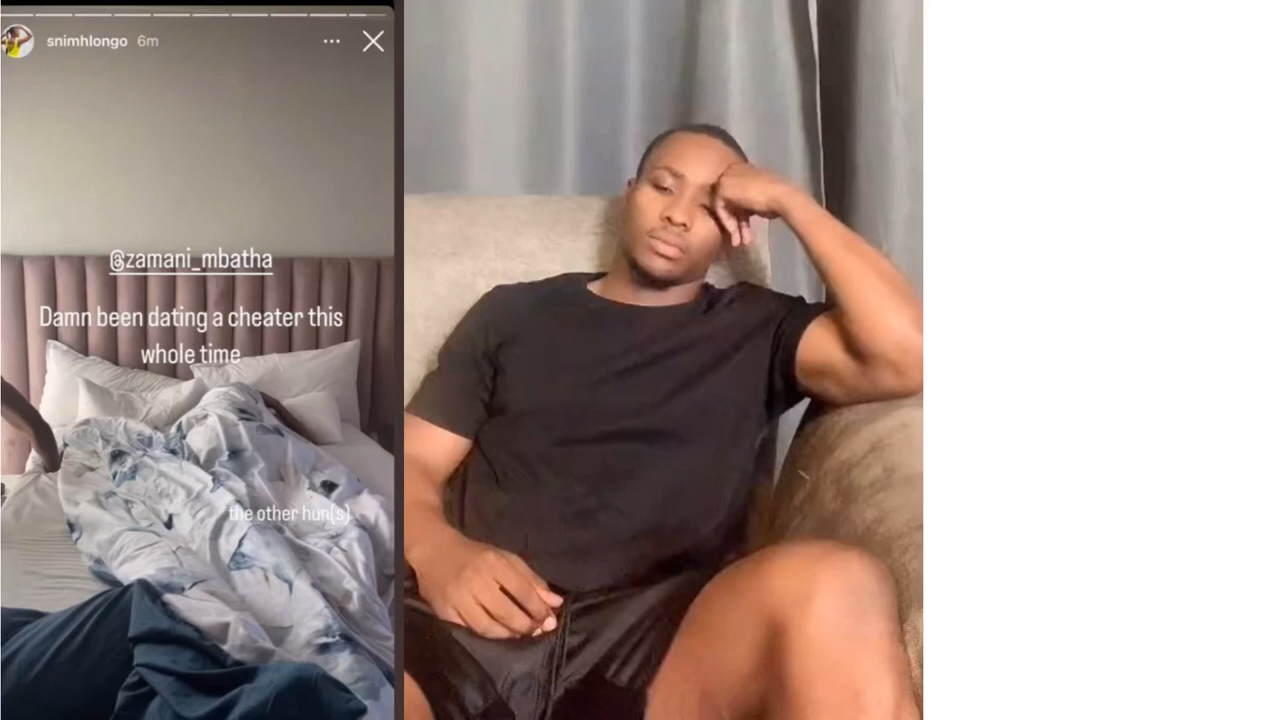 snimhlongo 6m
@zamani_mbatha
Damn been dating a cheater this
whole time
the other hun(s)